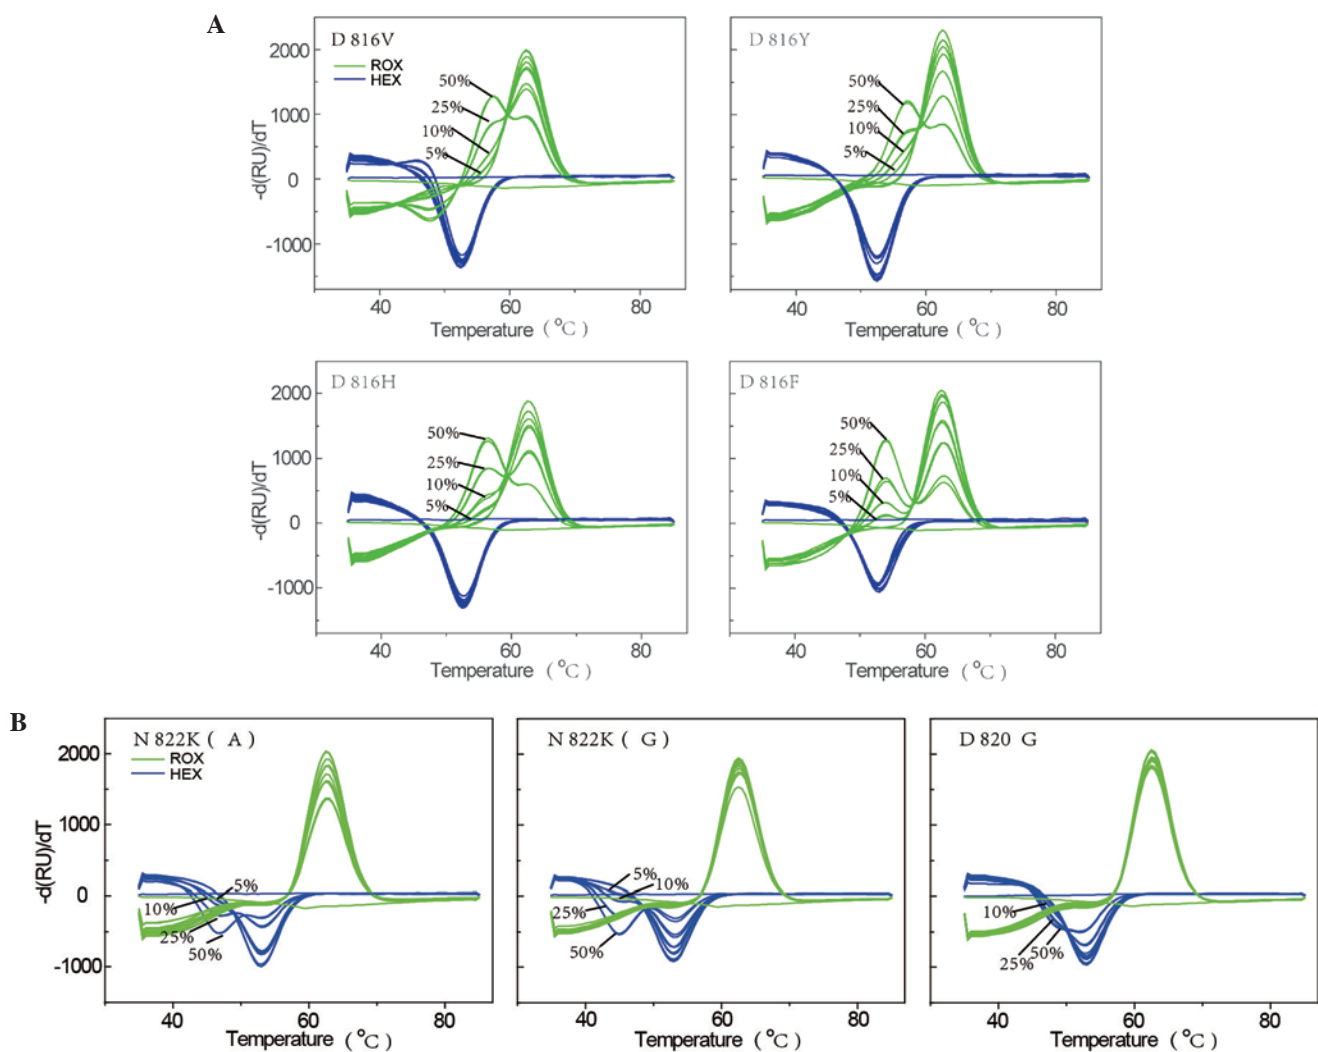 A
D 816V
ROX
HEX
50%
25%
10%
5%
2000
1000
0
-1000
-d(RU)/dT
40
60
80
Temperature ( °C )
D 816Y
50%
25%
10%
5%
40
60
80
Temperature ( °C )
D 816H
50%
25%
10%
5%
2000
1000
0
-1000
-d(RU)/dT
40
60
80
Temperature ( °C )
D 816F
50%
25%
10%
5%
40
60
80
Temperature ( °C )
B
N 822K ( A )
ROX
HEX
5%
10%
25%
50%
2000
1000
0
-1000
-d(RU)/dT
40
60
80
Temperature ( °C )
N 822K ( G )
5%
10%
25%
50%
40
60
80
Temperature ( °C )
D 820 G
10%
50%
25%
40
60
80
Temperature ( °C )